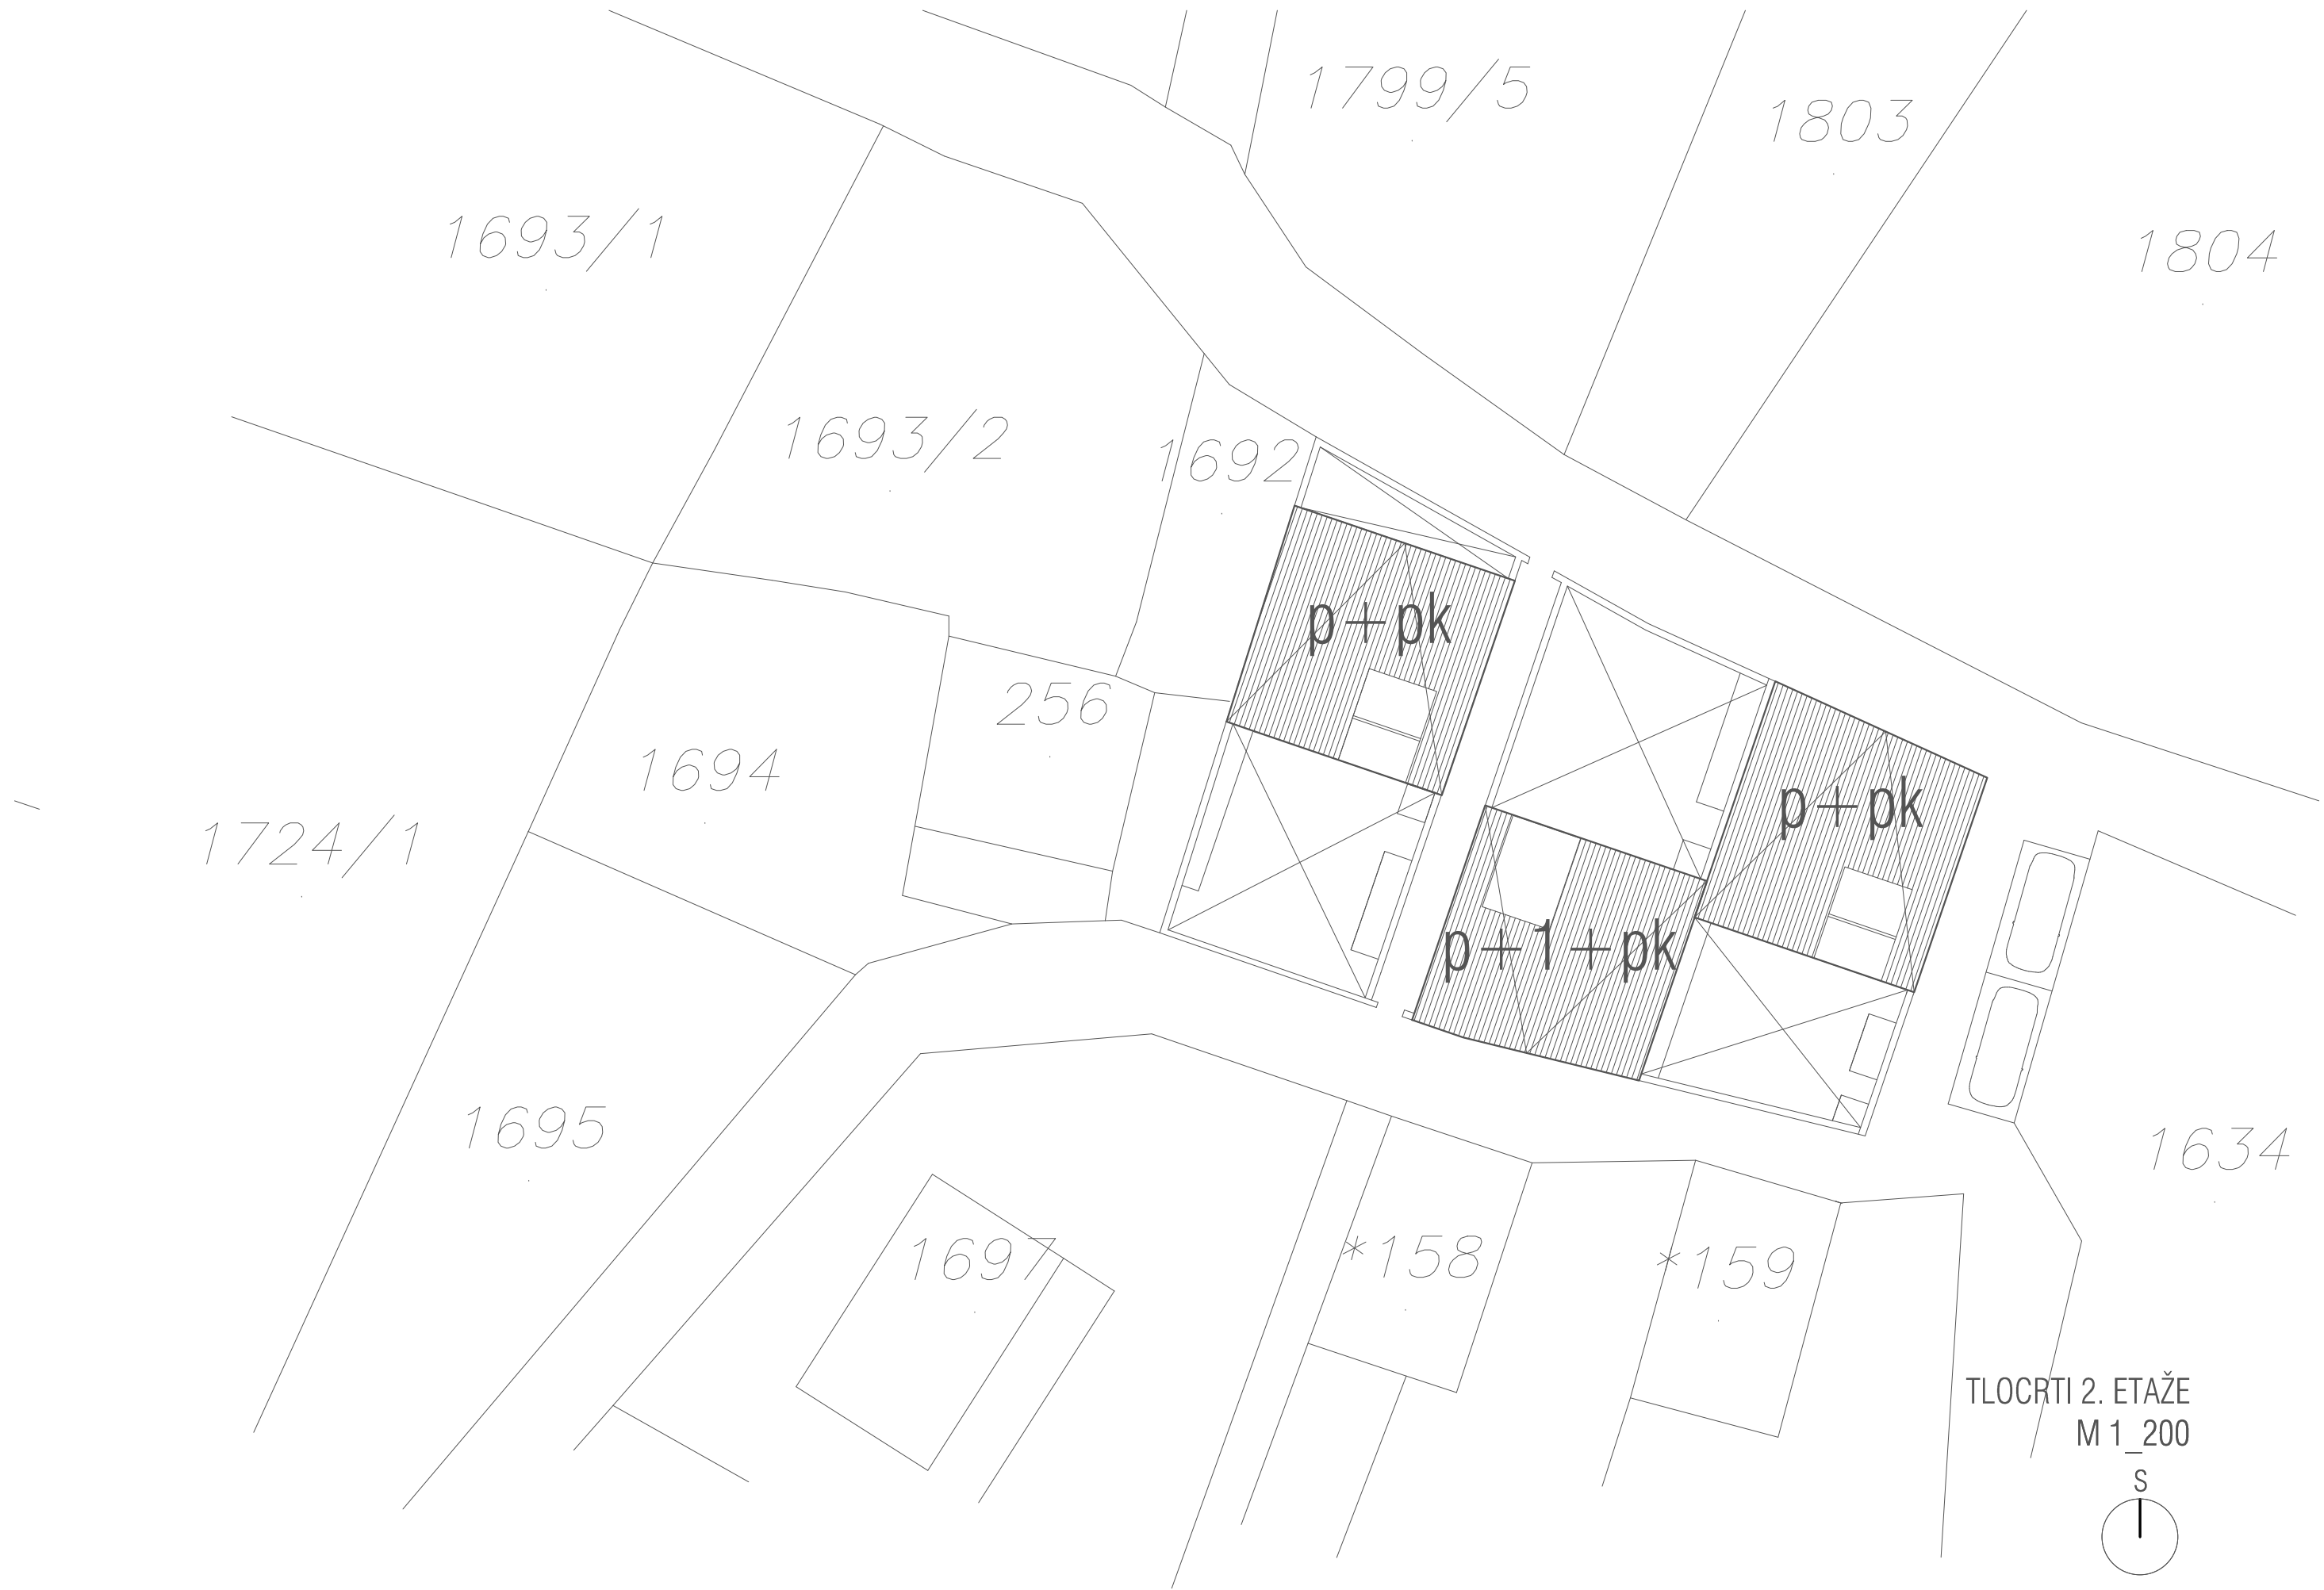 1799/5
1803
1693/1
1804
1693/2
1692
p+pk
256
1694
p+pk
1724/1
p+1+pk
1695
1634
1697
*158
*159
TLOCRTI 2. ETAŽE
M 1_200
S